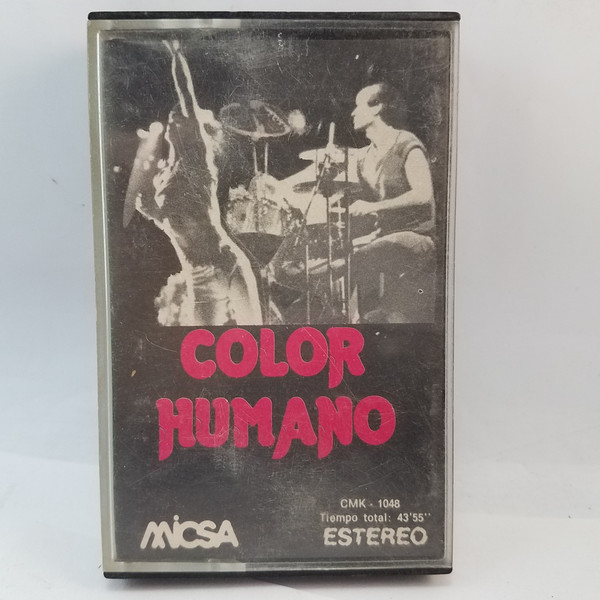 COLOR
HUMANO
MICSA
CMK - 1048
Tiempo total: 43'55''
ESTEREO